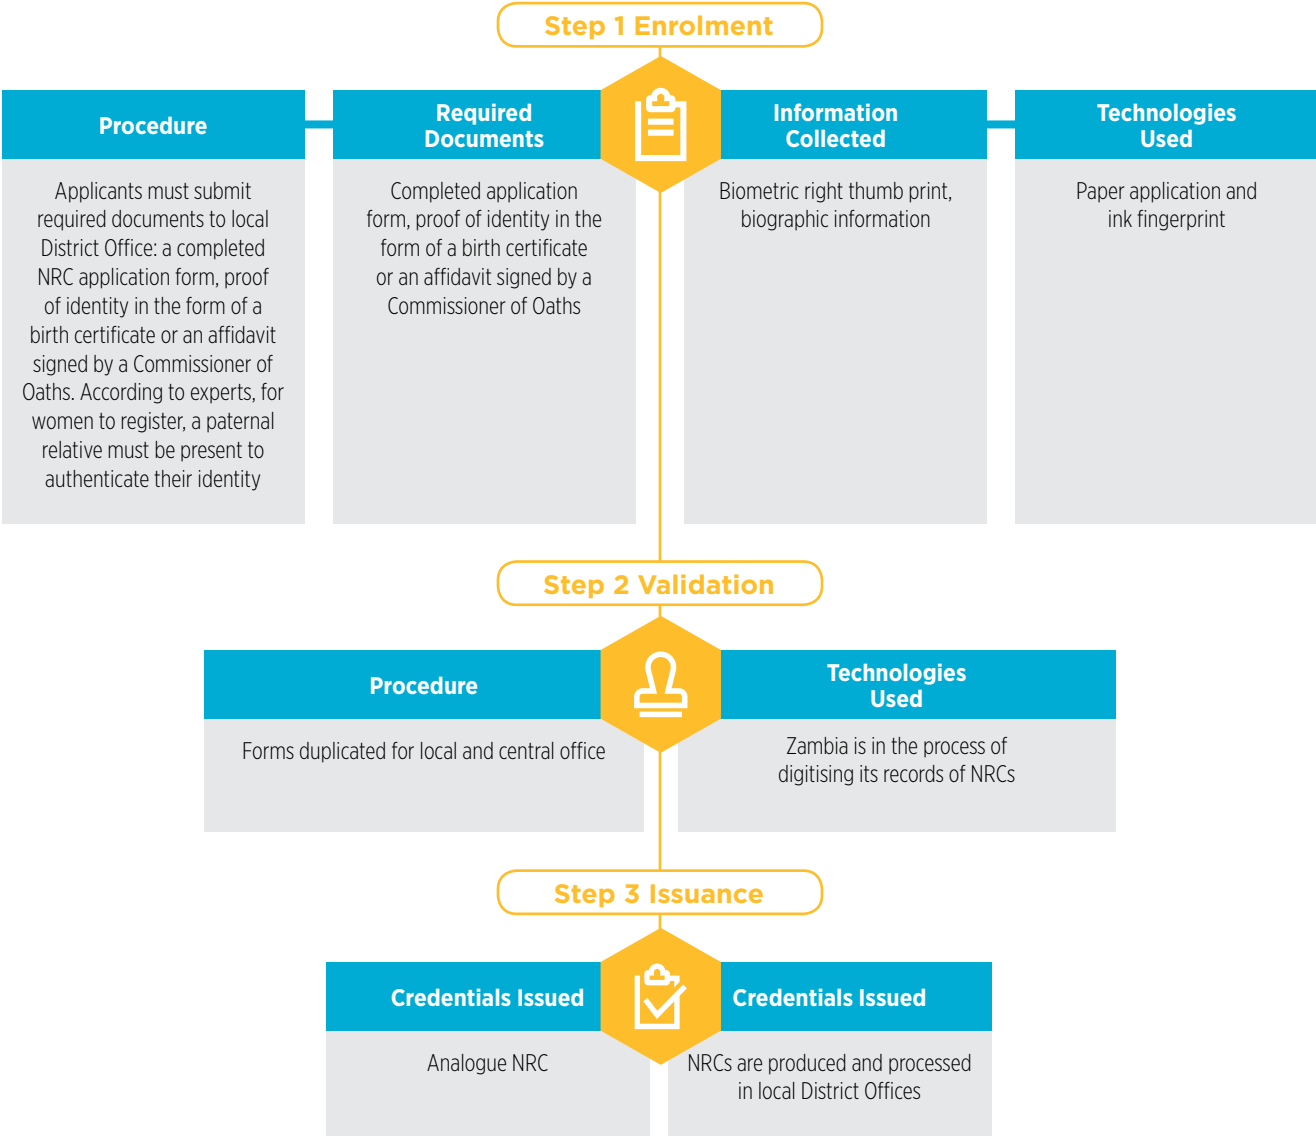 Step 1 Enrolment
Procedure
Applicants must submit
required documents to local
District Office: a completed
NRC application form, proof
of identity in the form of a
birth certificate or an affidavit
signed by a Commissioner of
Oaths. According to experts, for
women to register, a paternal
relative must be present to
authenticate their identity
Required
Documents
Completed application
form, proof of identity in the
form of a birth certificate
or an affidavit signed by a
Commissioner of Oaths
Information
Collected
Biometric right thumb print,
biographic information
Technologies
Used
Paper application and
ink fingerprint
Step 2 Validation
Procedure
Forms duplicated for local and central office
Technologies
Used
Zambia is in the process of
digitising its records of NRCs
Step 3 Issuance
Credentials Issued
Analogue NRC
Credentials Issued
NRCs are produced and processed
in local District Offices